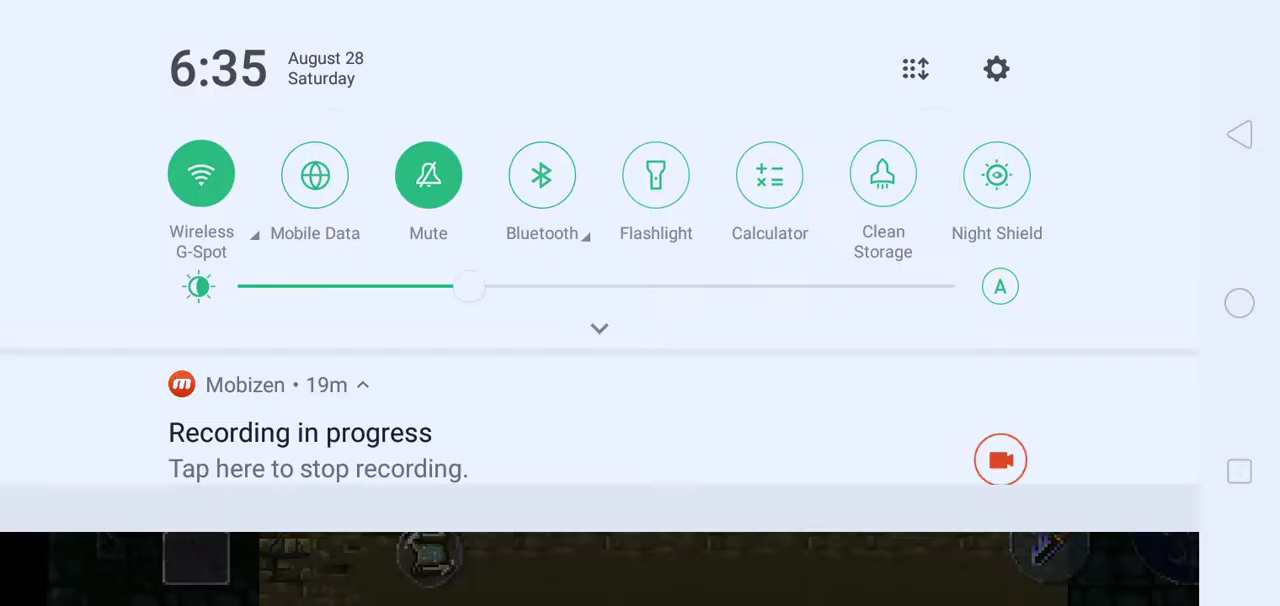 6:35
August 28
Saturday
Wireless
G-Spot
Mobile Data
Mute
Bluetooth
Flashlight
Calculator
Clean
Storage
Night Shield
A
m Mobizen • 19m
Recording in progress
Tap here to stop recording.